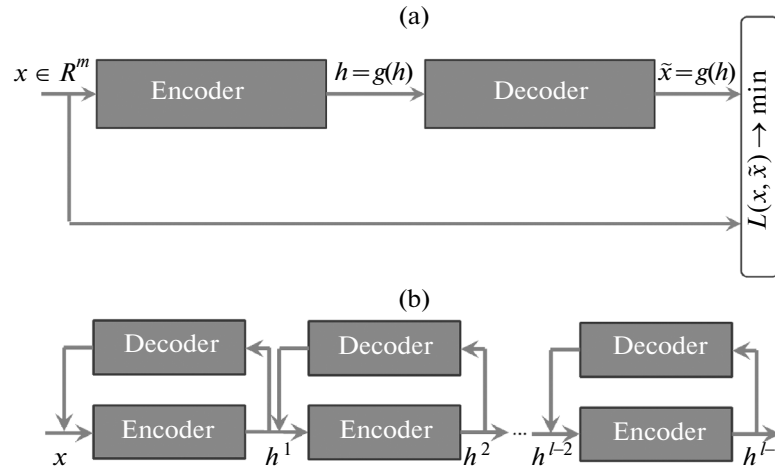 (a)
x ∈ R^m
Encoder
h = g(h)
Decoder
x̃ = g(h)
L(x, x̃) → min
(b)
Decoder
Decoder
Decoder
Encoder
Encoder
...
Encoder
x
h^1
h^2
h^{l–2}
h^{l–